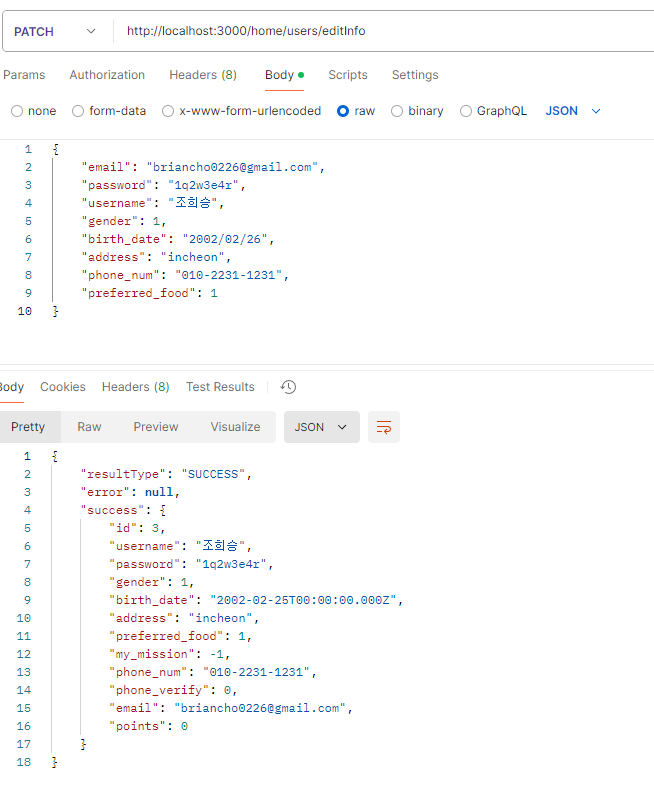 PATCH http://localhost:3000/home/users/editInfo
Params Authorization Headers (8) Body Scripts Settings
none form-data x-www-form-urlencoded raw binary GraphQL JSON
1 {
2 "email": "briancho0226@gmail.com",
3 "password": "1q2w3e4r",
4 "username": "조희승",
5 "gender": 1,
6 "birth_date": "2002/02/26",
7 "address": "incheon",
8 "phone_num": "010-2231-1231",
9 "preferred_food": 1
10 }
Body Cookies Headers (8) Test Results
Pretty Raw Preview Visualize JSON
1 {
2 "resultType": "SUCCESS",
3 "error": null,
4 "success": {
5 "id": 3,
6 "username": "조희승",
7 "password": "1q2w3e4r",
8 "gender": 1,
9 "birth_date": "2002-02-25T00:00:00.000Z",
10 "address": "incheon",
11 "preferred_food": 1,
12 "my_mission": -1,
13 "phone_num": "010-2231-1231",
14 "phone_verify": 0,
15 "email": "briancho0226@gmail.com",
16 "points": 0
17 }
18 }